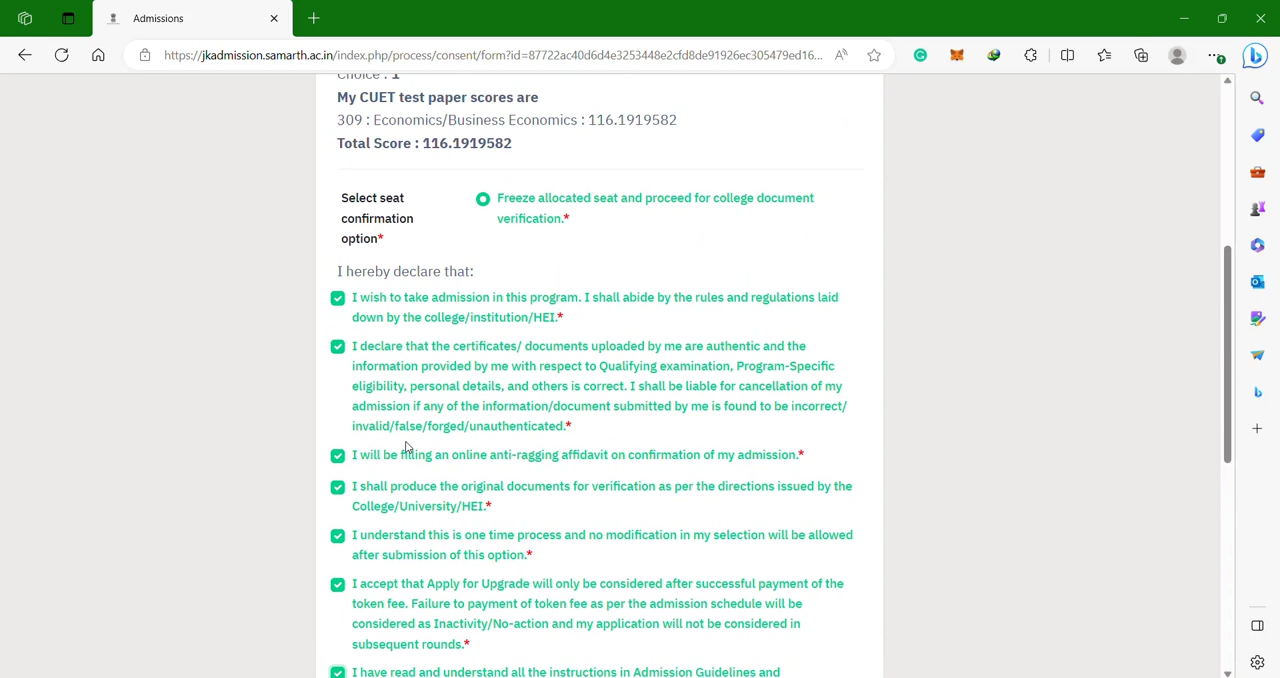 Admissions
https://jkadmission.samarth.ac.in/index.php/process/consent/form?id=87722ac40d6d4e3253448e2cfd8de91926ec305479ed16...
Choice : 1
My CUET test paper scores are
309 : Economics/Business Economics : 116.1919582
Total Score : 116.1919582
Select seat confirmation option*
Freeze allocated seat and proceed for college document
verification.*
I hereby declare that:
I wish to take admission in this program. I shall abide by the rules and regulations laid
down by the college/institution/HEI.*
I declare that the certificates/ documents uploaded by me are authentic and the
information provided by me with respect to Qualifying examination, Program-Specific
eligibility, personal details, and others is correct. I shall be liable for cancellation of my
admission if any of the information/document submitted by me is found to be incorrect/
invalid/false/forged/unauthenticated.*
I will be filling an online anti-ragging affidavit on confirmation of my admission.*
I shall produce the original documents for verification as per the directions issued by the
College/University/HEI.*
I understand this is one time process and no modification in my selection will be allowed
after submission of this option.*
I accept that Apply for Upgrade will only be considered after successful payment of the
token fee. Failure to payment of token fee as per the admission schedule will be
considered as Inactivity/No-action and my application will not be considered in
subsequent rounds.*
I have read and understand all the instructions in Admission Guidelines and